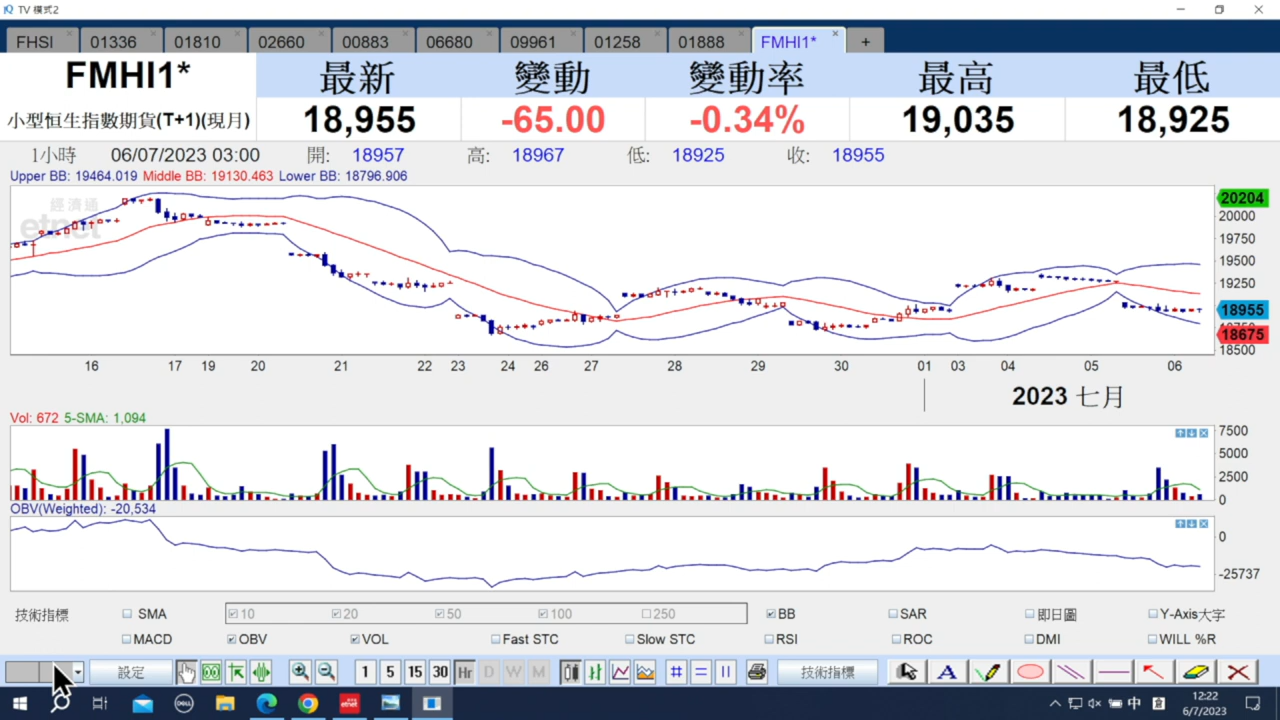 TV 模式2
FHSI 01336 01810 02660 00883 06680 09961 01258 01888 FMHI1* +
FMHI1* 最新 變動 變動率 最高 最低
小型恒生指數期貨(T+1)(現月) 18,955 -65.00 -0.34% 19,035 18,925
1小時 06/07/2023 03:00 開: 18957 高: 18967 低: 18925 收: 18955
Upper BB: 19464.019 Middle BB: 19130.463 Lower BB: 18796.906
經濟通
etnet
20204
20000
19750
19500
19250
18955
18675
18500
16 17 19 20 21 22 23 24 26 27 28 29 30 01 03 04 05 06
2023 七月
Vol: 672 5-SMA: 1,094
7500
5000
2500
0
OBV(Weighted): -20,534
0
-25737
技術指標 SMA 10 20 50 100 250 BB SAR 即日圖 Y-Axis大字
MACD OBV VOL Fast STC Slow STC RSI ROC DMI WILL %R
設定 1 5 15 30 Hr D W M 技術指標 A
DELL etnet 中 12:22
6/7/2023